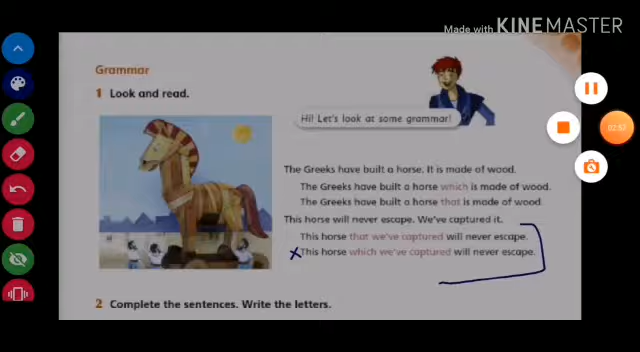 Made with KINEMASTER
Grammar
1 Look and read.
Hi! Let's look at some grammar!
02:57
The Greeks have built a horse. It is made of wood.
The Greeks have built a horse which is made of wood.
The Greeks have built a horse that is made of wood.
This horse will never escape. We've captured it.
This horse that we've captured will never escape.
This horse which we've captured will never escape.
2 Complete the sentences. Write the letters.